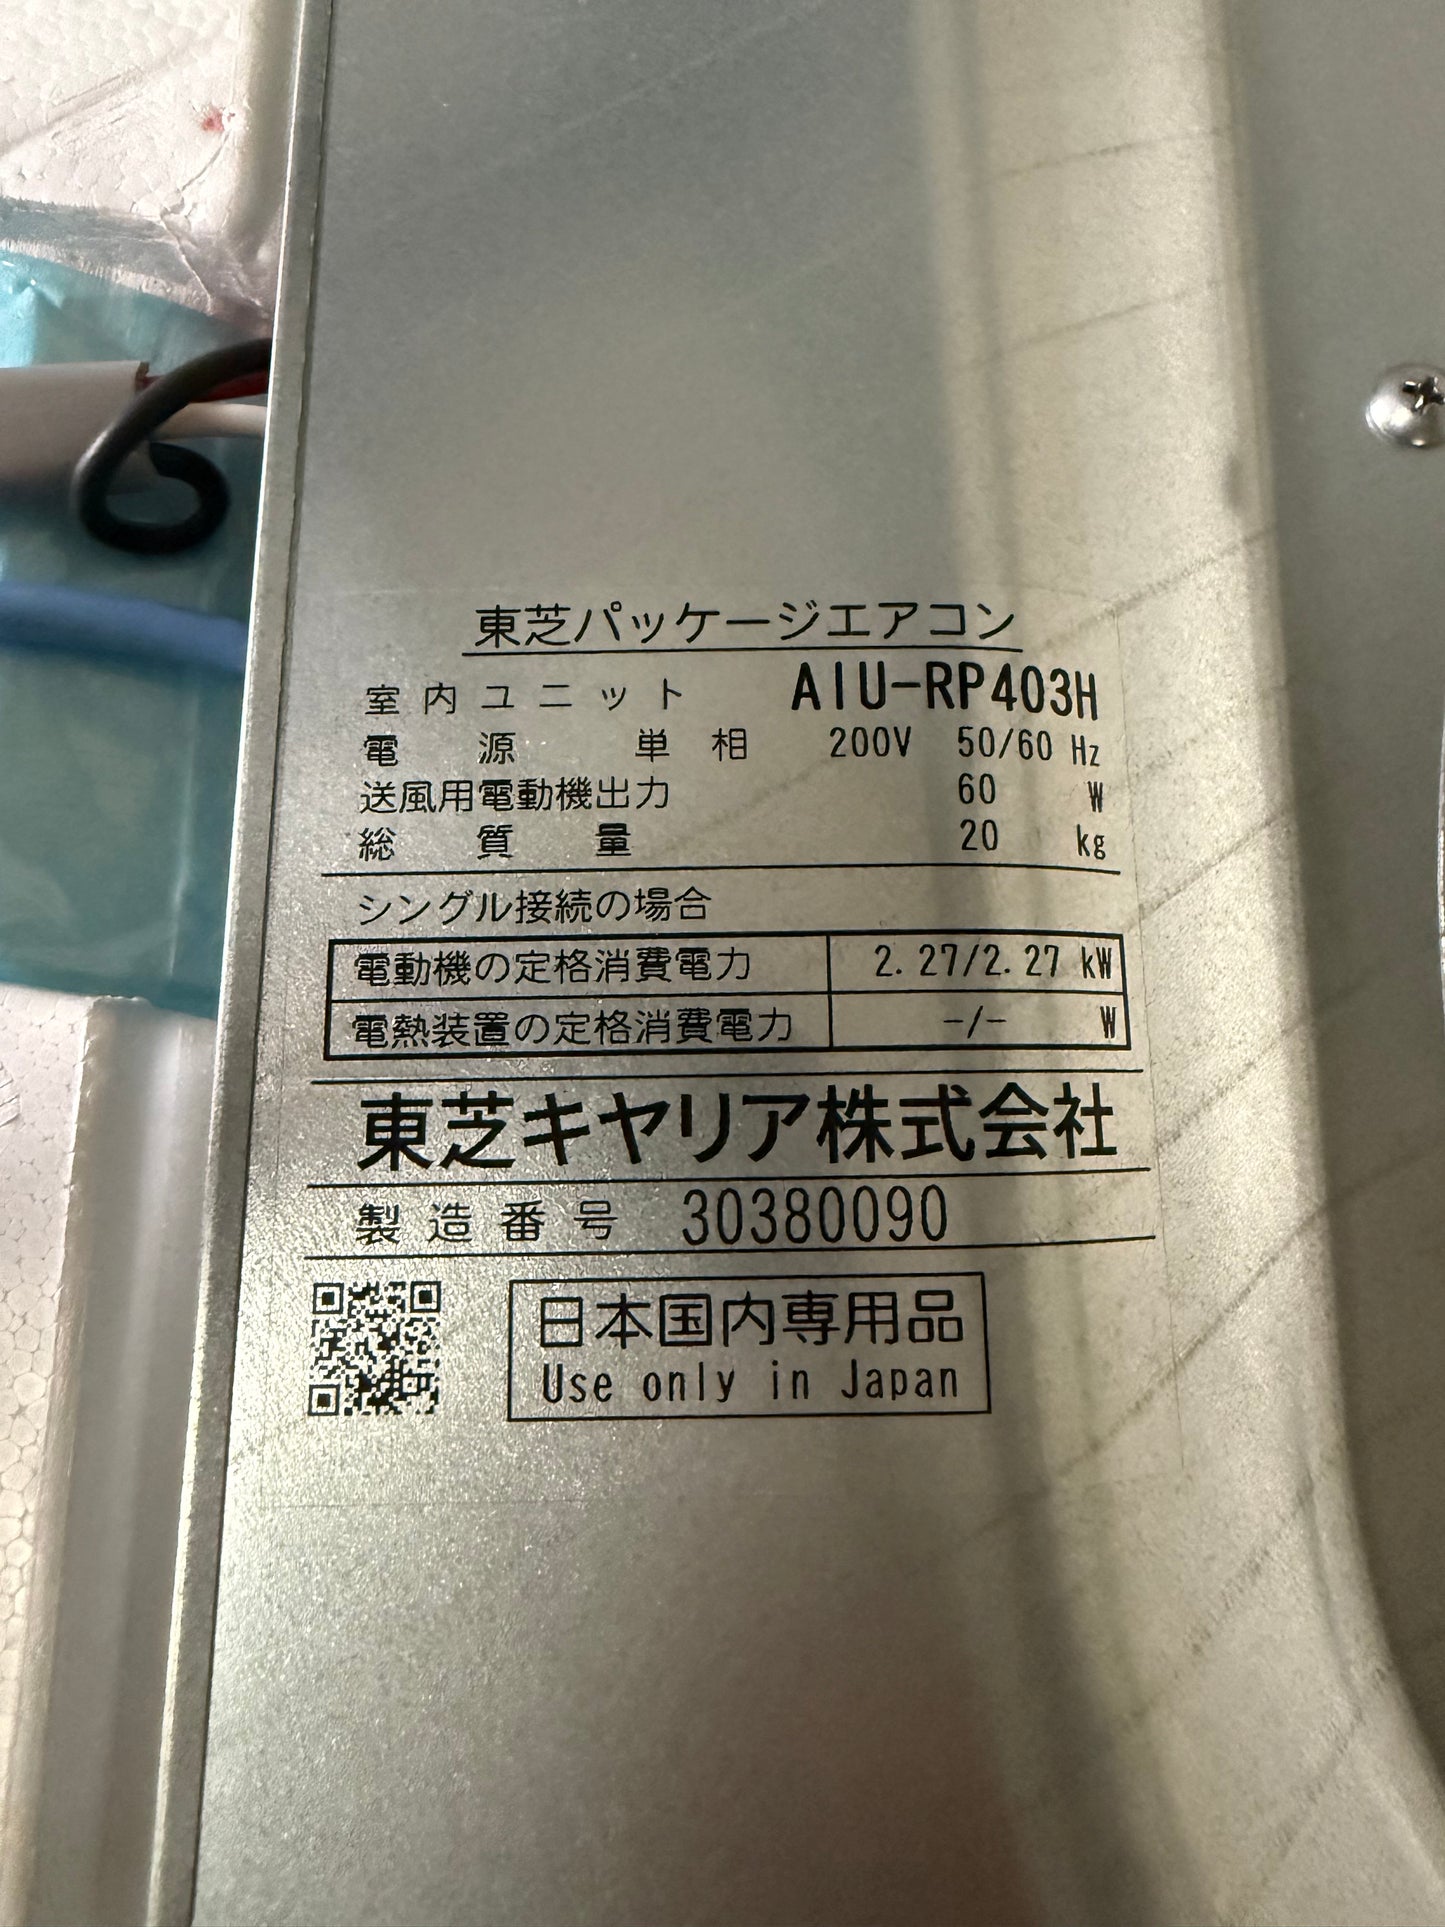 東芝パッケージエアコン
室内ユニット AIU-RP403H
電源 単相 200V 50/60 Hz
送風用電動機出力 60 W
総質量 20 kg
シングル接続の場合
電動機の定格消費電力 2.27/2.27 kW
電熱装置の定格消費電力 -/- W
東芝キヤリア株式会社
製造番号 30380090
日本国内専用品
Use only in Japan